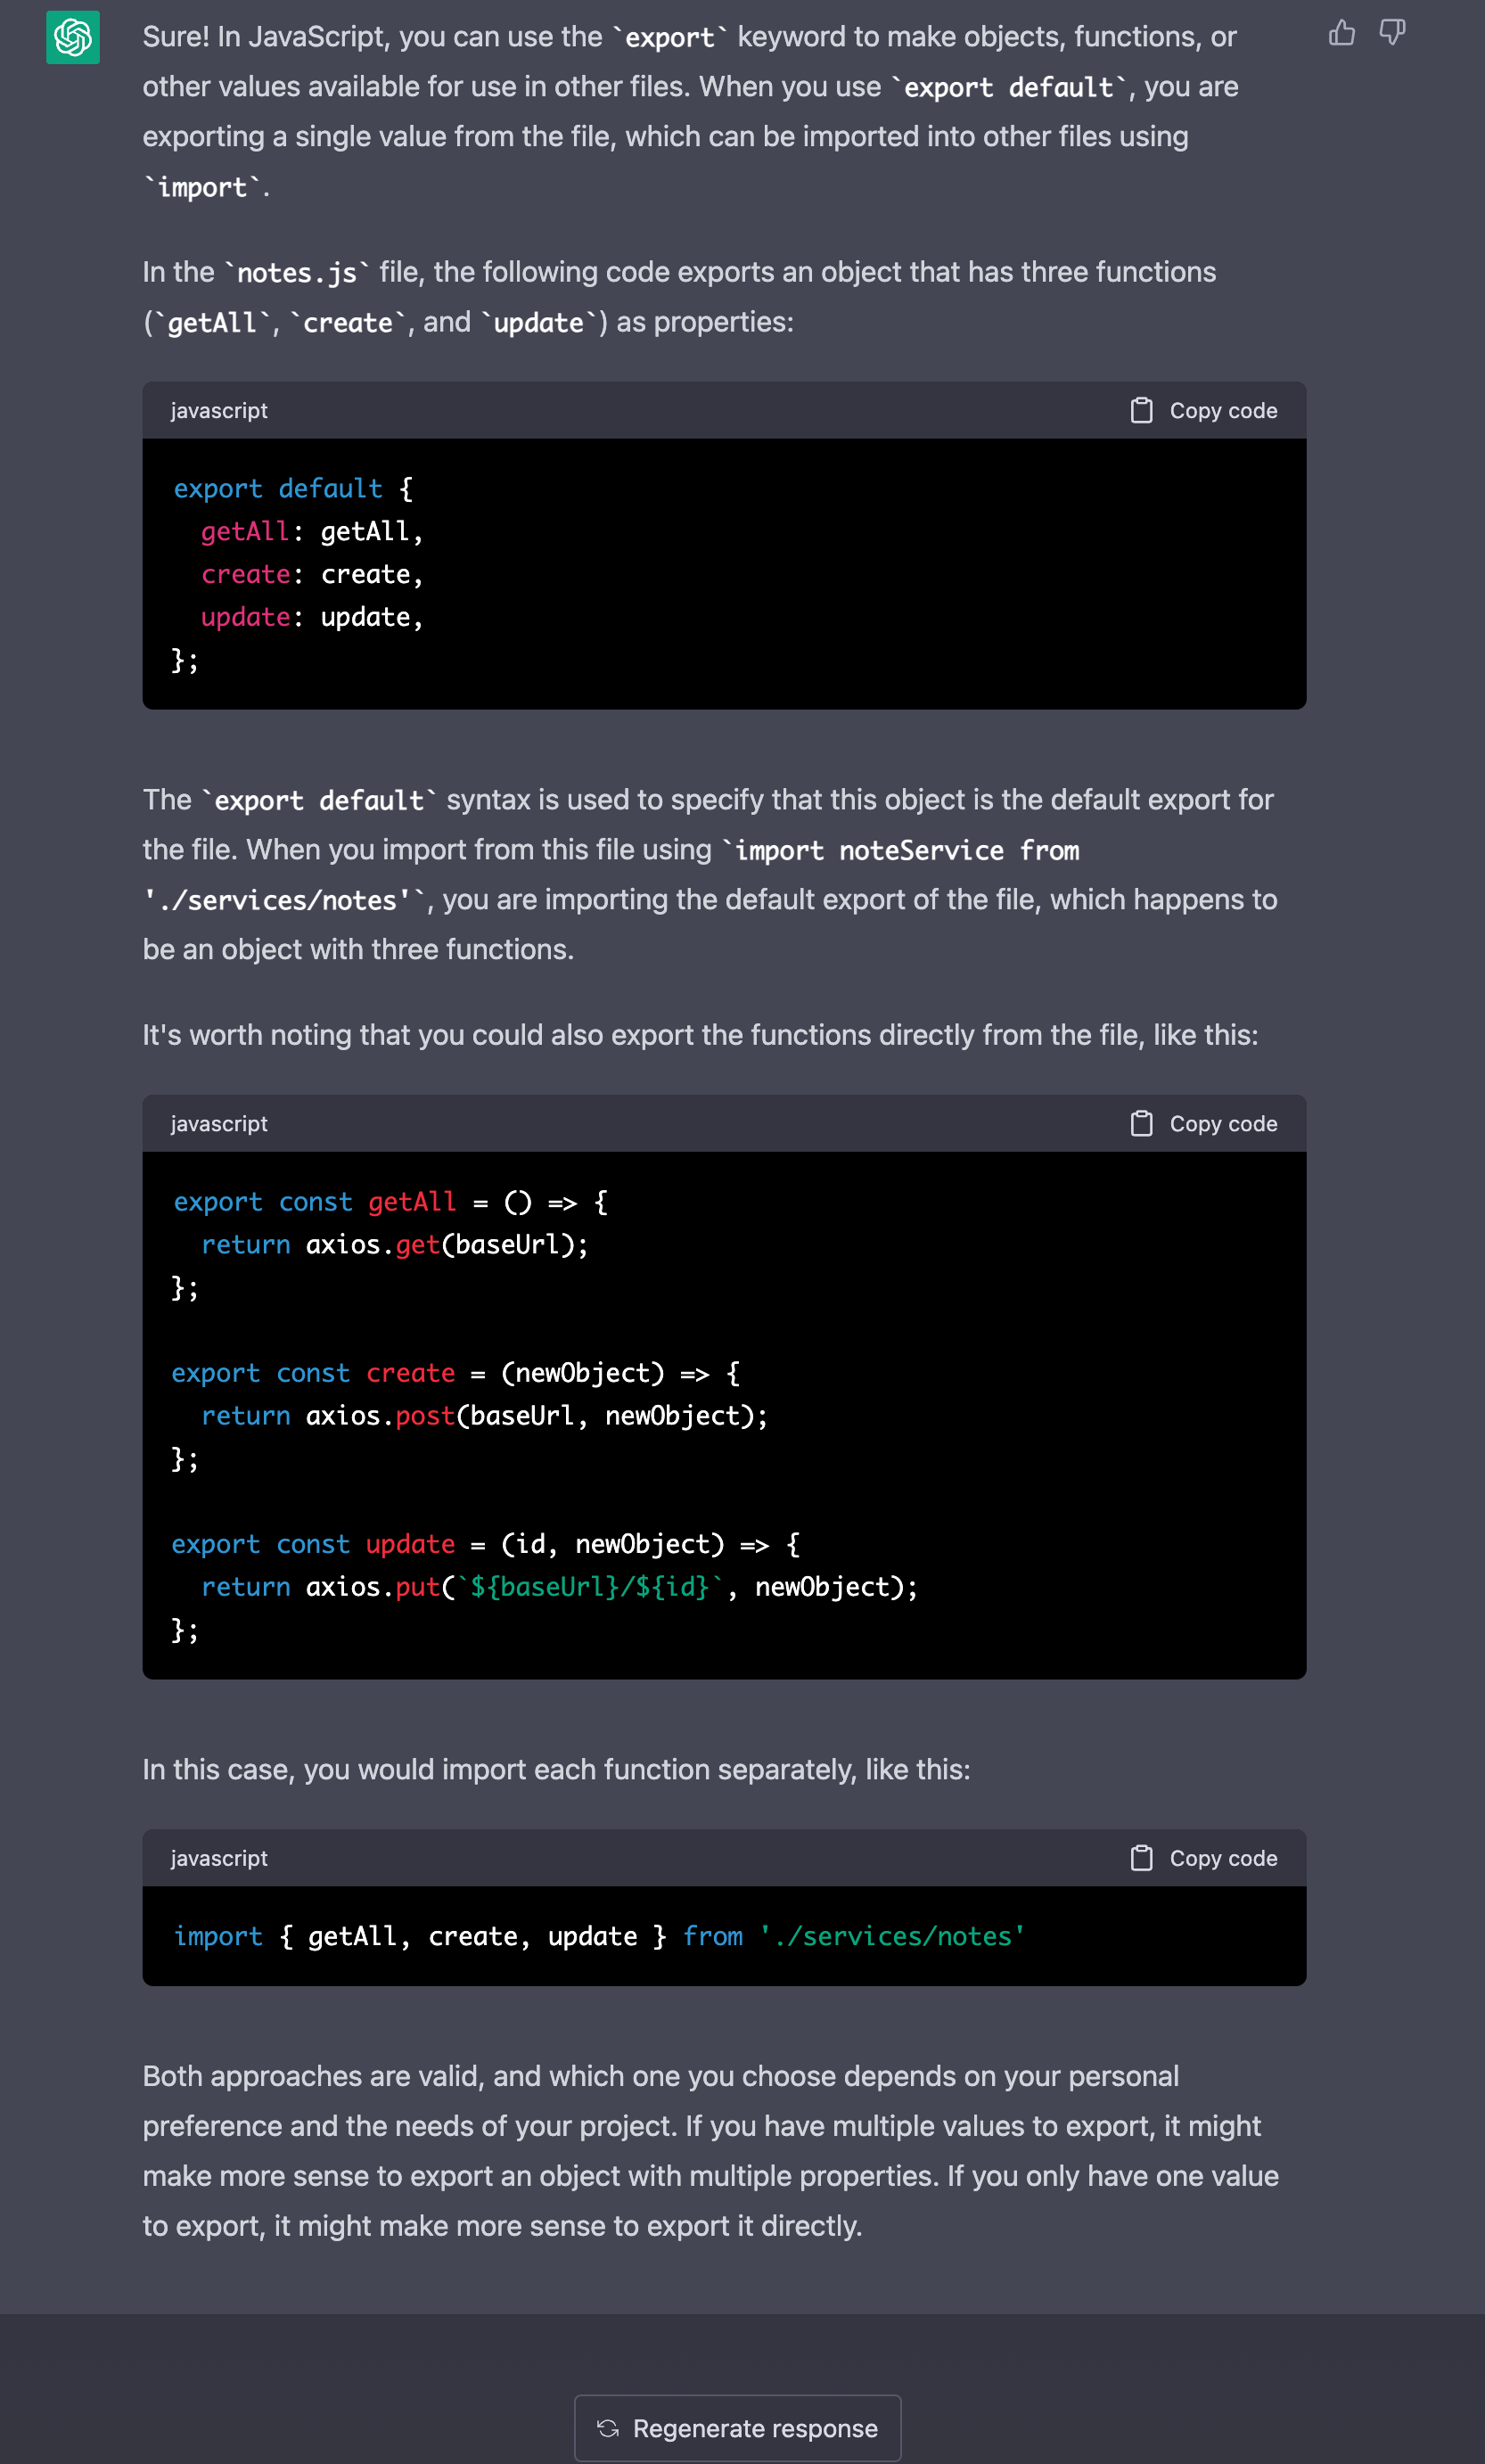 Sure! In JavaScript, you can use the `export` keyword to make objects, functions, or
other values available for use in other files. When you use `export default`, you are
exporting a single value from the file, which can be imported into other files using
`import`.
In the `notes.js` file, the following code exports an object that has three functions
(`getAll`, `create`, and `update`) as properties:
javascript Copy code
export default {
  getAll: getAll,
  create: create,
  update: update,
};
The `export default` syntax is used to specify that this object is the default export for
the file. When you import from this file using `import noteService from
'./services/notes'`, you are importing the default export of the file, which happens to
be an object with three functions.
It's worth noting that you could also export the functions directly from the file, like this:
javascript Copy code
export const getAll = () => {
  return axios.get(baseUrl);
};
export const create = (newObject) => {
  return axios.post(baseUrl, newObject);
};
export const update = (id, newObject) => {
  return axios.put(`${baseUrl}/${id}`, newObject);
};
In this case, you would import each function separately, like this:
javascript Copy code
import { getAll, create, update } from './services/notes'
Both approaches are valid, and which one you choose depends on your personal
preference and the needs of your project. If you have multiple values to export, it might
make more sense to export an object with multiple properties. If you only have one value
to export, it might make more sense to export it directly.
Regenerate response